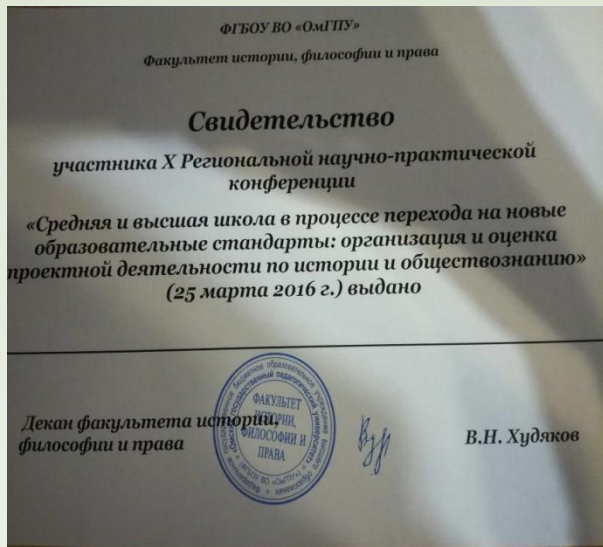 ФГБОУ ВО «ОмГПУ»
Факультет истории, философии и права
Свидетельство
участника X Региональной научно-практической
конференции
«Средняя и высшая школа в процессе перехода на новые
образовательные стандарты: организация и оценка
проектной деятельности по истории и обществознанию»
(25 марта 2016 г.) выдано
Декан факультета истории,
философии и права
ФАКУЛЬТЕТ
ИСТОРИИ,
ФИЛОСОФИИ И
ПРАВА
В.Н. Худяков